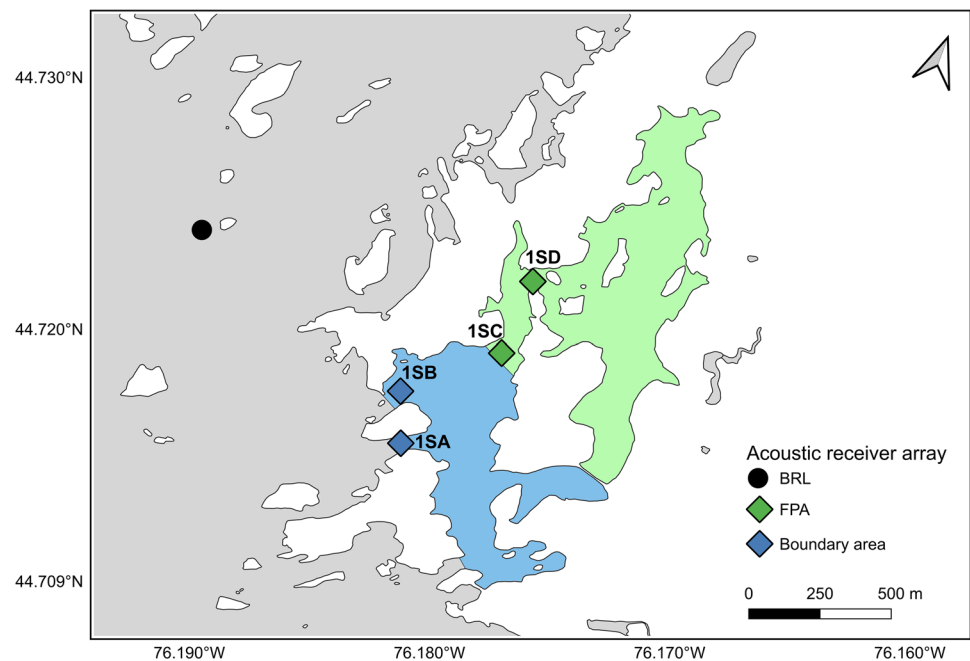 44.730°N
1SD
44.720°N
1SC
1SB
1SA
Acoustic receiver array
BRL
FPA
Boundary area
44.709°N
0 250 500 m
76.190°W 76.180°W 76.170°W 76.160°W